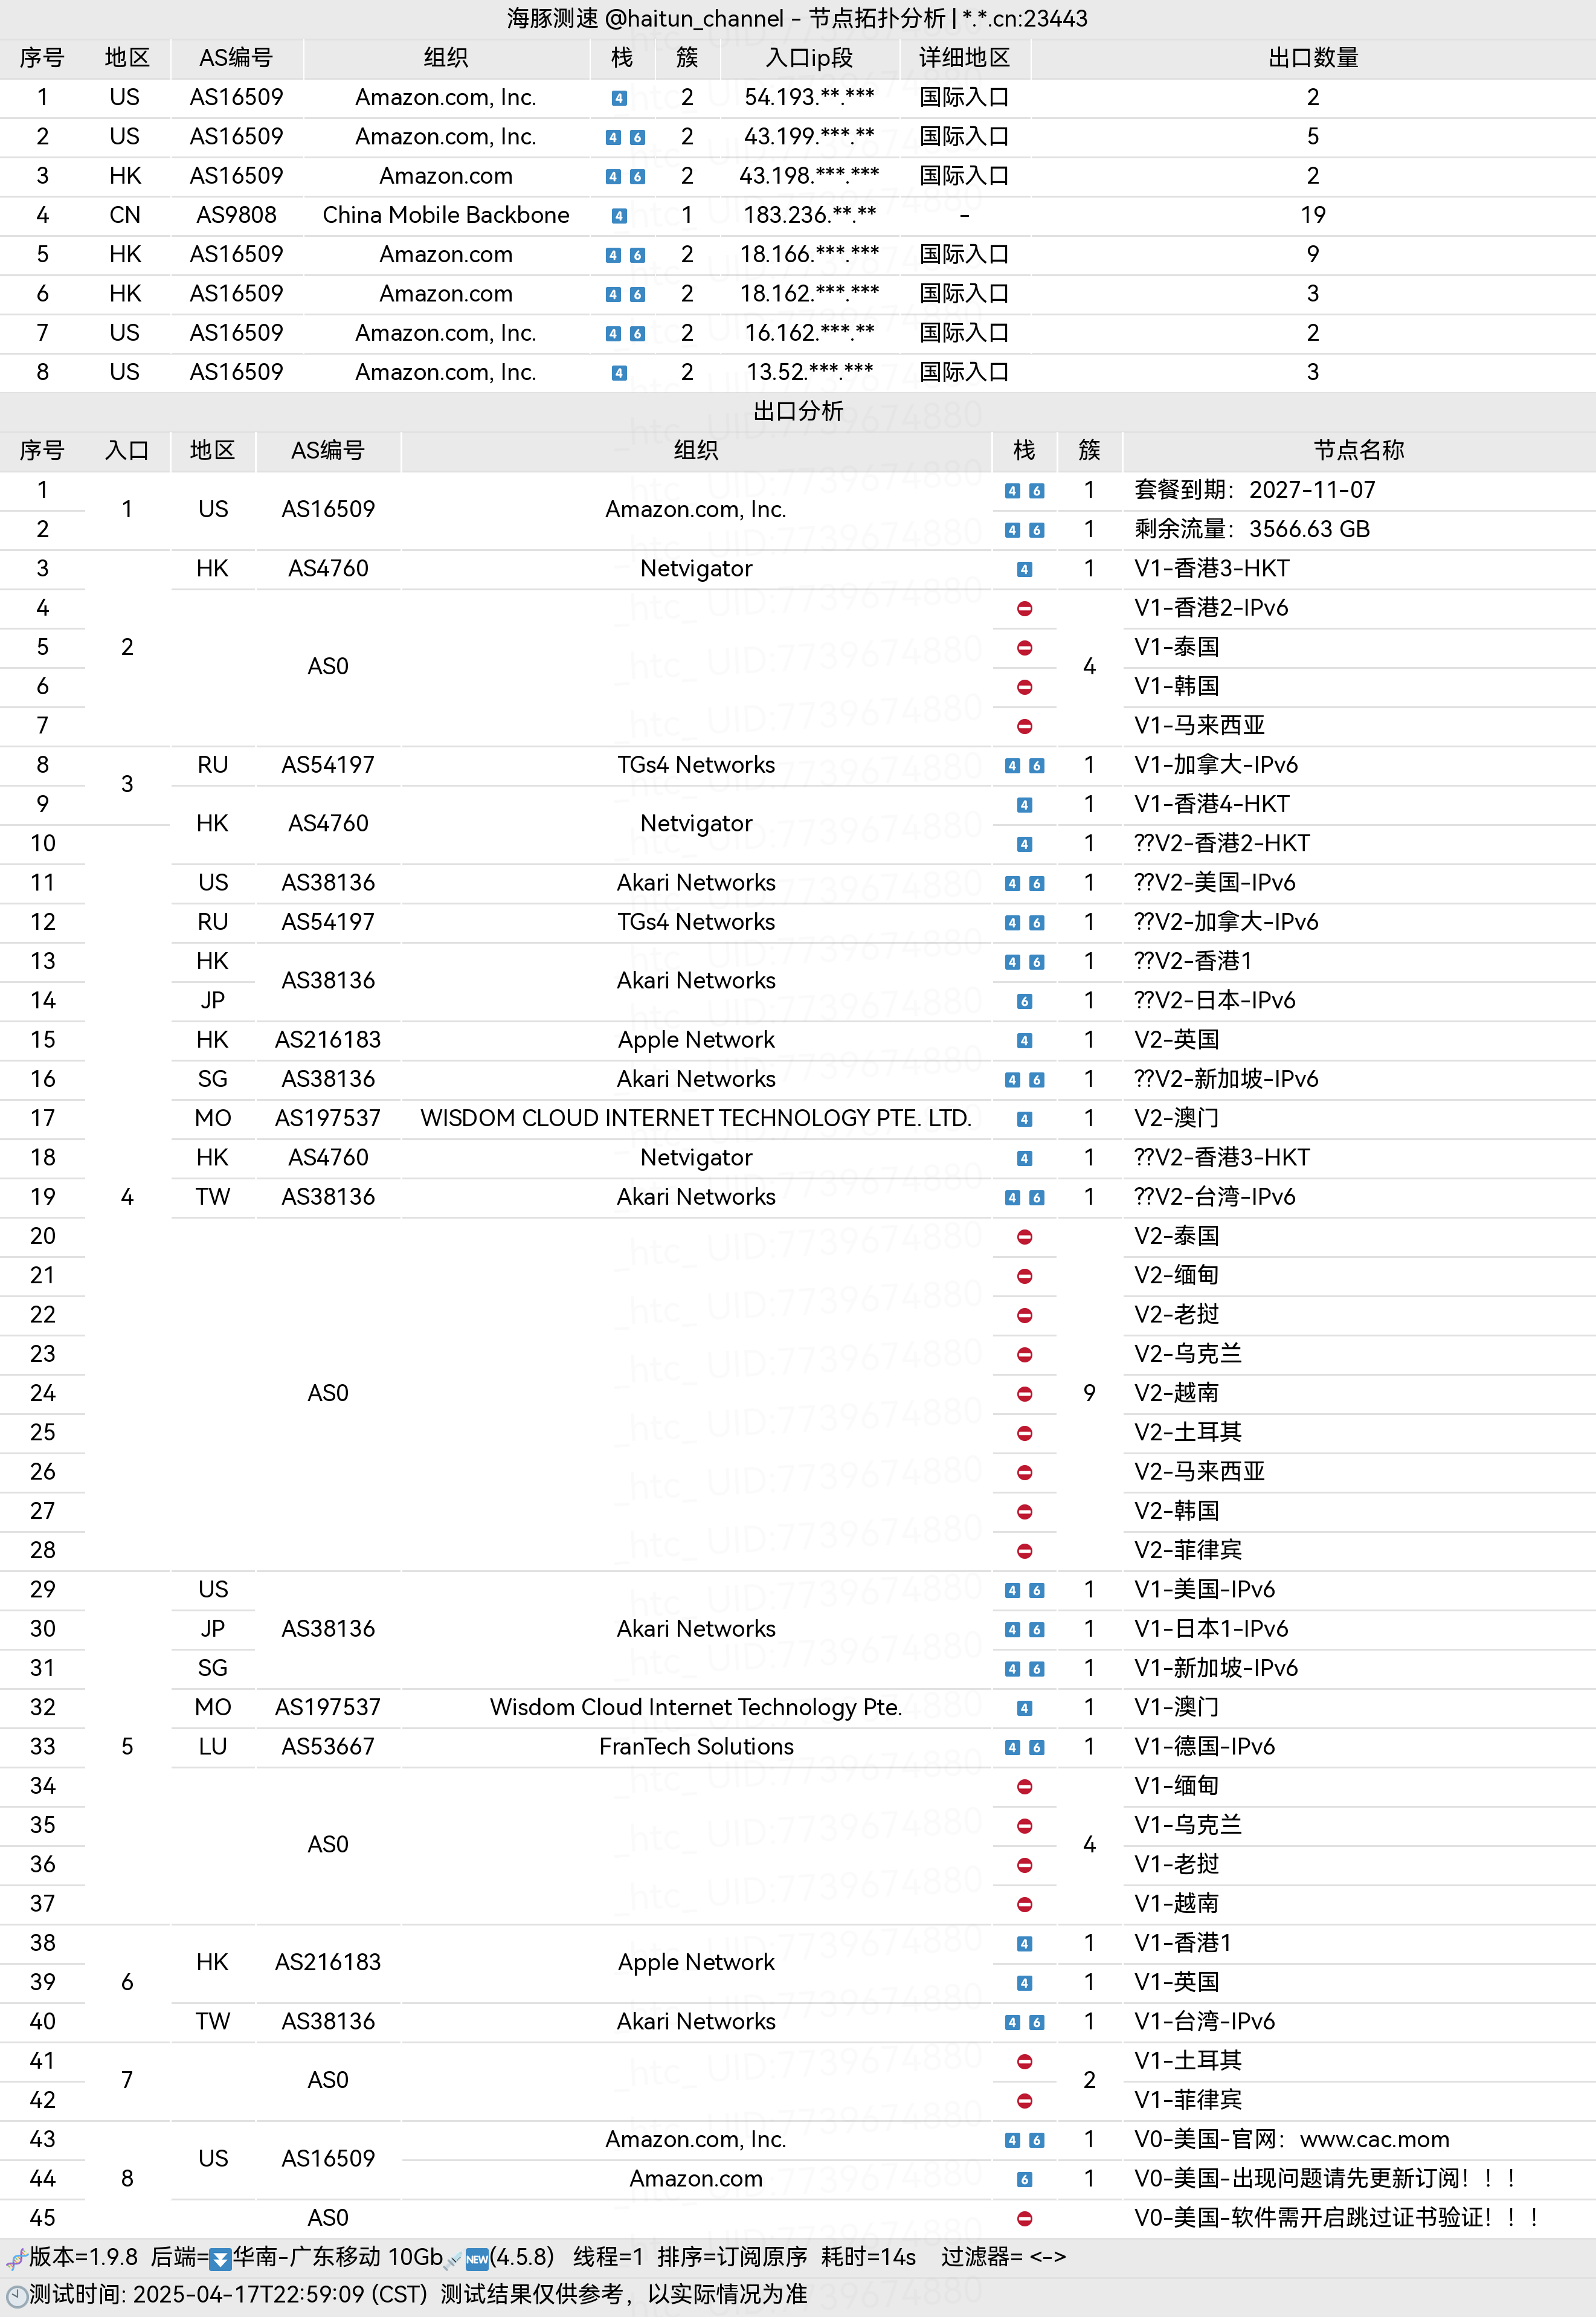 海豚测速 @haitun_channel - 节点拓扑分析 | *.*.cn:23443
序号 地区 AS编号 组织 栈 簇 入口ip段 详细地区 出口数量
1 US AS16509 Amazon.com, Inc. 4 2 54.193.**.*** 国际入口 2
2 US AS16509 Amazon.com, Inc. 4 6 2 43.199.***.** 国际入口 5
3 HK AS16509 Amazon.com 4 6 2 43.198.***.*** 国际入口 2
4 CN AS9808 China Mobile Backbone 4 1 183.236.**.** - 19
5 HK AS16509 Amazon.com 4 6 2 18.166.***.*** 国际入口 9
6 HK AS16509 Amazon.com 4 6 2 18.162.***.*** 国际入口 3
7 US AS16509 Amazon.com, Inc. 4 6 2 16.162.***.** 国际入口 2
8 US AS16509 Amazon.com, Inc. 4 2 13.52.***.*** 国际入口 3
出口分析
序号 入口 地区 AS编号 组织 栈 簇 节点名称
1 1 US AS16509 Amazon.com, Inc. 4 6 1 套餐到期：2027-11-07
2 4 6 1 剩余流量：3566.63 GB
3 2 HK AS4760 Netvigator 4 1 V1-香港3-HKT
4 AS0 4 V1-香港2-IPv6
5 V1-泰国
6 V1-韩国
7 V1-马来西亚
8 3 RU AS54197 TGs4 Networks 4 6 1 V1-加拿大-IPv6
9 HK AS4760 Netvigator 4 1 V1-香港4-HKT
10 4 4 1 ??V2-香港2-HKT
11 US AS38136 Akari Networks 4 6 1 ??V2-美国-IPv6
12 RU AS54197 TGs4 Networks 4 6 1 ??V2-加拿大-IPv6
13 HK AS38136 Akari Networks 4 6 1 ??V2-香港1
14 JP 6 1 ??V2-日本-IPv6
15 HK AS216183 Apple Network 4 1 V2-英国
16 SG AS38136 Akari Networks 4 6 1 ??V2-新加坡-IPv6
17 MO AS197537 WISDOM CLOUD INTERNET TECHNOLOGY PTE. LTD. 4 1 V2-澳门
18 HK AS4760 Netvigator 4 1 ??V2-香港3-HKT
19 TW AS38136 Akari Networks 4 6 1 ??V2-台湾-IPv6
20 AS0 9 V2-泰国
21 V2-缅甸
22 V2-老挝
23 V2-乌克兰
24 V2-越南
25 V2-土耳其
26 V2-马来西亚
27 V2-韩国
28 V2-菲律宾
29 5 US AS38136 Akari Networks 4 6 1 V1-美国-IPv6
30 JP 4 6 1 V1-日本1-IPv6
31 SG 4 6 1 V1-新加坡-IPv6
32 MO AS197537 Wisdom Cloud Internet Technology Pte. 4 1 V1-澳门
33 LU AS53667 FranTech Solutions 4 6 1 V1-德国-IPv6
34 AS0 4 V1-缅甸
35 V1-乌克兰
36 V1-老挝
37 V1-越南
38 6 HK AS216183 Apple Network 4 1 V1-香港1
39 4 1 V1-英国
40 TW AS38136 Akari Networks 4 6 1 V1-台湾-IPv6
41 7 AS0 2 V1-土耳其
42 V1-菲律宾
43 8 US AS16509 Amazon.com, Inc. 4 6 1 V0-美国-官网：www.cac.mom
44 Amazon.com 6 1 V0-美国-出现问题请先更新订阅！！！
45 AS0 V0-美国-软件需开启跳过证书验证！！！
版本=1.9.8 后端=华南-广东移动 10Gb NEW (4.5.8) 线程=1 排序=订阅原序 耗时=14s 过滤器= <->
测试时间: 2025-04-17T22:59:09 (CST) 测试结果仅供参考，以实际情况为准
_htc_ UID:7739674880